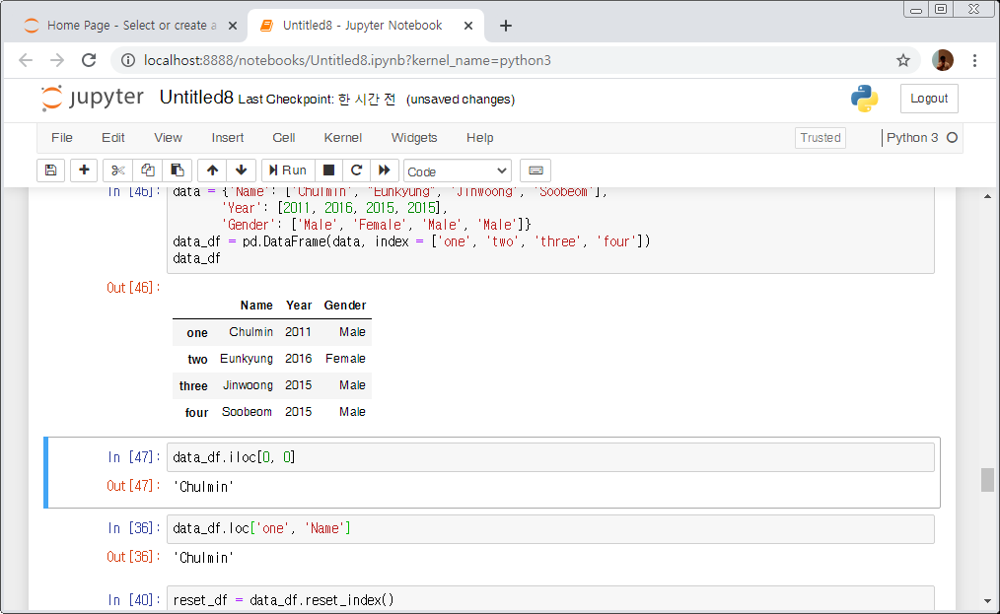 Home Page - Select or create a
Untitled8 - Jupyter Notebook
localhost:8888/notebooks/Untitled8.ipynb?kernel_name=python3
jupyter Untitled8 Last Checkpoint: 한 시간 전 (unsaved changes)
Logout
File Edit View Insert Cell Kernel Widgets Help
Trusted
Python 3
Run
Code
In [46]: data = {'Name': ['Chulmin', "Eunkyung", 'Jinwoong', 'Soobeom'],
'Year': [2011, 2016, 2015, 2015],
'Gender': ['Male', 'Female', 'Male', 'Male']}
data_df = pd.DataFrame(data, index = ['one', 'two', 'three', 'four'])
data_df
Out[46]:
Name Year Gender
one Chulmin 2011 Male
two Eunkyung 2016 Female
three Jinwoong 2015 Male
four Soobeom 2015 Male
In [47]: data_df.iloc[0, 0]
Out[47]: 'Chulmin'
In [36]: data_df.loc['one', 'Name']
Out[36]: 'Chulmin'
In [40]: reset_df = data_df.reset_index()